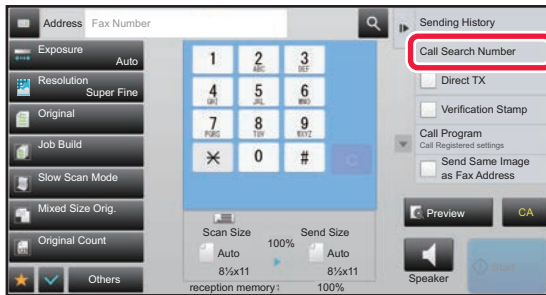 Address Fax Number
Sending History
Exposure
Auto
Call Search Number
Resolution
Super Fine
Direct TX
Original
Verification Stamp
Job Build
Call Program
Call Registered settings
Slow Scan Mode
Send Same Image
as Fax Address
Mixed Size Orig.
Original Count
Others
1
2 ABC
3 DEF
4 GHI
5 JKL
6 MNO
7 PQRS
8 TUV
9 WXYZ
0
#
C
Scan Size
100%
Send Size
Auto
Auto
8½x11
8½x11
reception memory: 100%
Preview
CA
Speaker
Start